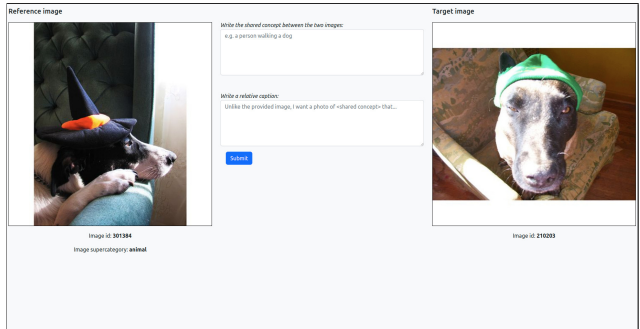 Reference image
Write the shared concept between the two images:
e.g. a person walking a dog
Write a relative caption:
Unlike the provided image, I want a photo of <shared concept> that...
Submit
Image id: 301384
Image supercategory: animal
Target image
Image id: 210203